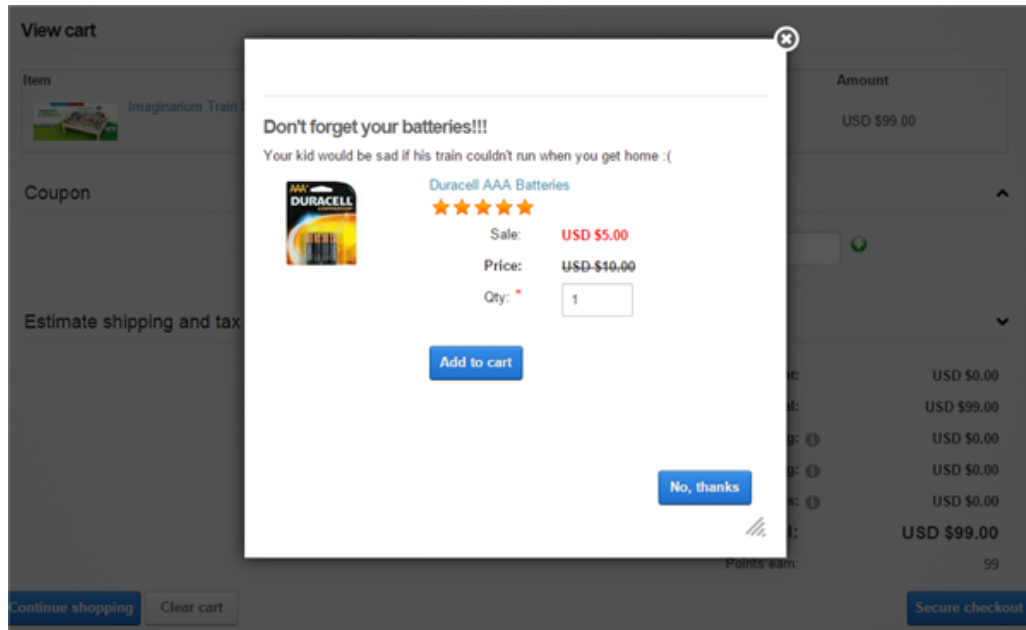 View cart
Item
Amount
Imaginarium Train
USD $99.00
Don't forget your batteries!!!
Your kid would be sad if his train couldn't run when you get home :(
AAA
DURACELL
Duracell AAA Batteries
Sale: USD $5.00
Price: USD $10.00
Qty: * 1
Add to cart
No, thanks
Coupon
Estimate shipping and tax
USD $0.00
USD $99.00
USD $0.00
USD $0.00
USD $0.00
USD $99.00
Points earn: 99
Continue shopping
Clear cart
Secure checkout